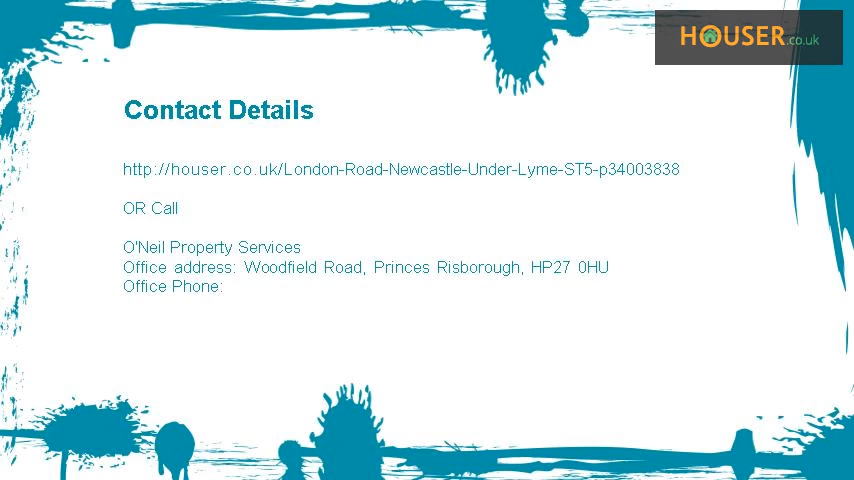 HOUSER.co.uk
Contact Details
http://houser.co.uk/London-Road-Newcastle-Under-Lyme-ST5-p34003838
OR Call
O'Neil Property Services
Office address: Woodfield Road, Princes Risborough, HP27 0HU
Office Phone: